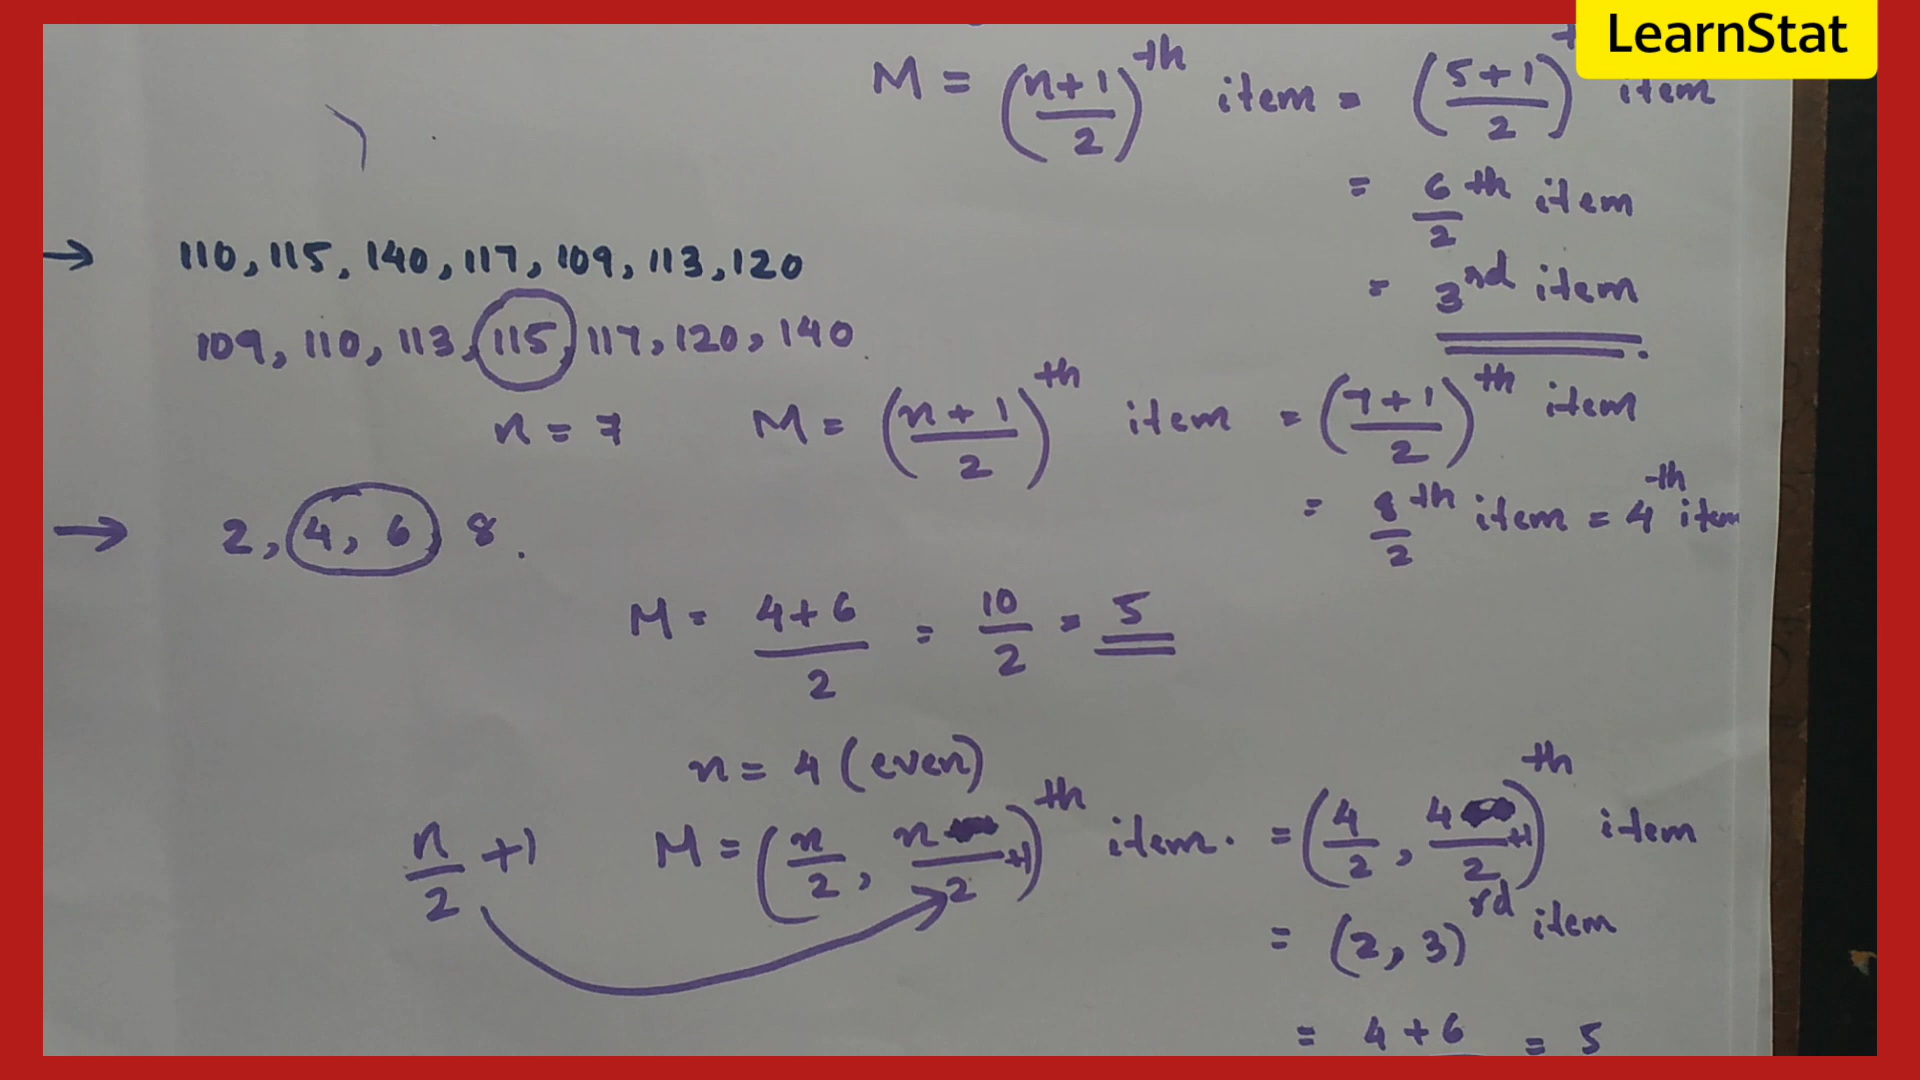 LearnStat
M = (n+1/2)^th item = (5+1/2) item
= 6/2 th item
= 3rd item
→ 110, 115, 140, 117, 109, 113, 120
109, 110, 113, 115, 117, 120, 140.
n = 7 M = (n+1/2)^th item = (7+1/2)^th item
= 8/2 th item = 4th item
→ 2, 4, 6, 8.
M = 4+6/2 = 10/2 = 5
n = 4 (even)
n/2 +1 M = (n/2, n/2 +1)^th item. = (4/2, 4/2 +1)^th item
= (2, 3)rd item
= 4+6 = 5